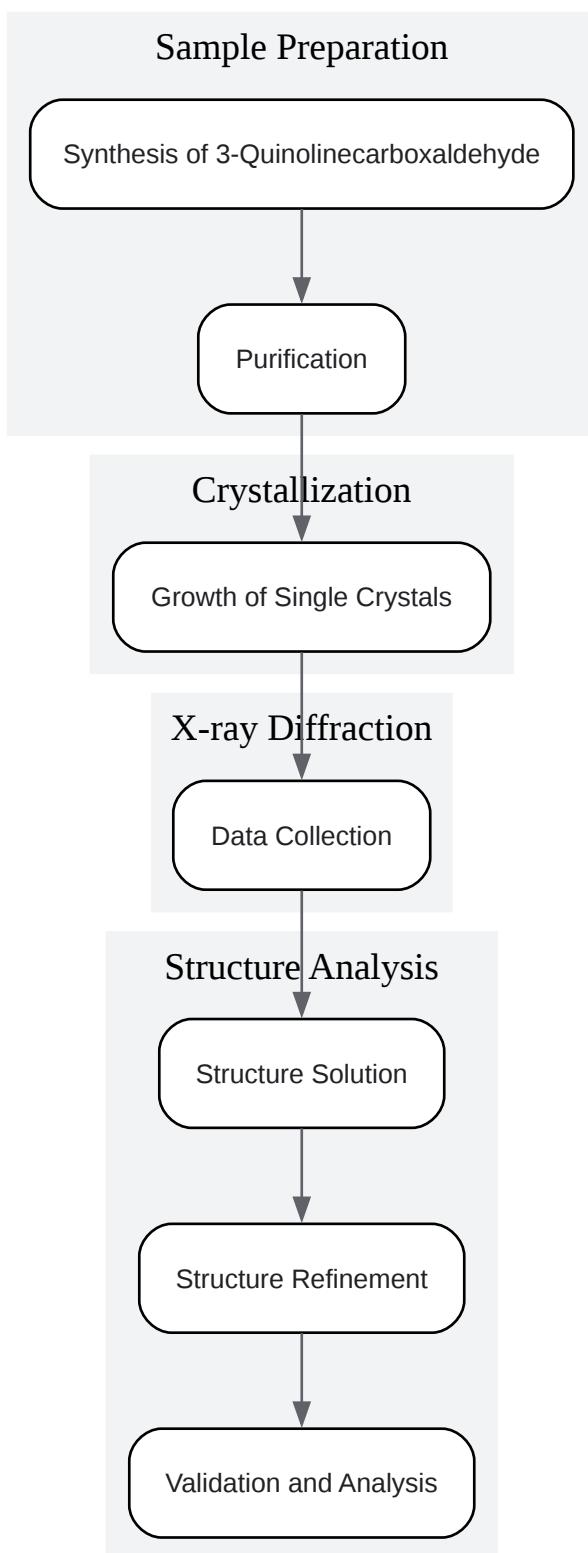 Sample Preparation
Synthesis of 3-Quinolinecarboxaldehyde
Purification
Crystallization
Growth of Single Crystals
X-ray Diffraction
Data Collection
Structure Analysis
Structure Solution
Structure Refinement
Validation and Analysis